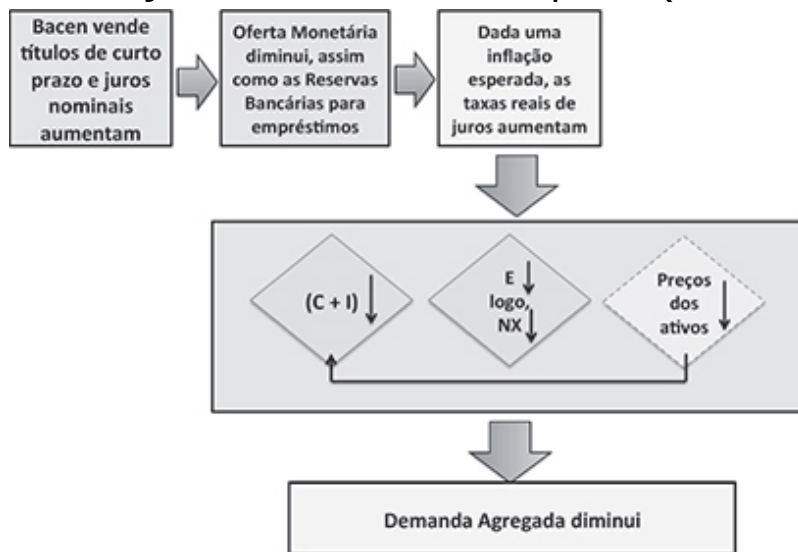 Bacen vende
títulos de curto
prazo e juros
nominais
aumentam
Oferta Monetária
diminui, assim
como as Reservas
Bancárias para
empréstimos
Dada uma
inflação
esperada, as
taxas reais de
juros aumentam
(C + I)
E
logo,
NX
Preços
dos
ativos
Demanda Agregada diminui